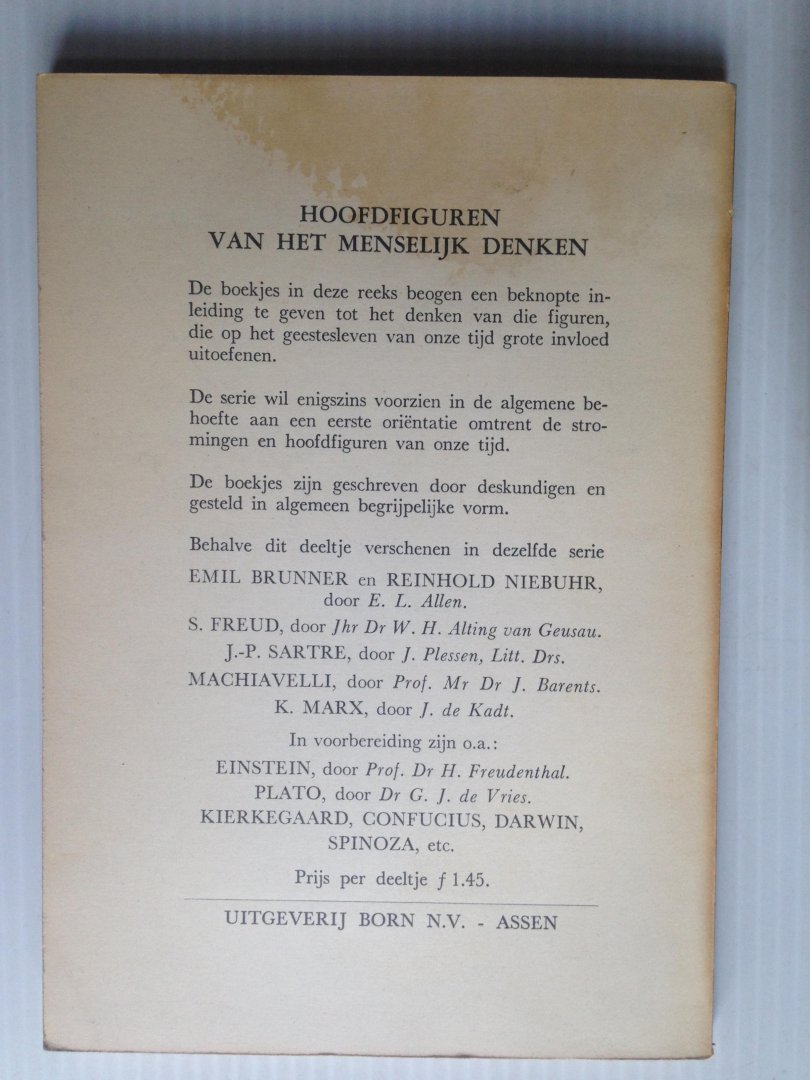 HOOFDFIGUREN
VAN HET MENSELIJK DENKEN
De boekjes in deze reeks beogen een beknopte in-
leiding te geven tot het denken van die figuren,
die op het geestesleven van onze tijd grote invloed
uitoefenen.
De serie wil enigszins voorzien in de algemene be-
hoefte aan een eerste oriëntatie omtrent de stro-
mingen en hoofdfiguren van onze tijd.
De boekjes zijn geschreven door deskundigen en
gesteld in algemeen begrijpelijke vorm.
Behalve dit deeltje verschenen in dezelfde serie
EMIL BRUNNER en REINHOLD NIEBUHR,
door E. L. Allen.
S. FREUD, door Jhr Dr W. H. Alting van Geusau.
J.-P. SARTRE, door J. Plessen, Litt. Drs.
MACHIAVELLI, door Prof. Mr Dr J. Barents.
K. MARX, door J. de Kadt.
In voorbereiding zijn o.a.:
EINSTEIN, door Prof. Dr H. Freudenthal.
PLATO, door Dr G. J. de Vries.
KIERKEGAARD, CONFUCIUS, DARWIN,
SPINOZA, etc.
Prijs per deeltje ƒ 1.45.
UITGEVERIJ BORN N.V. - ASSEN